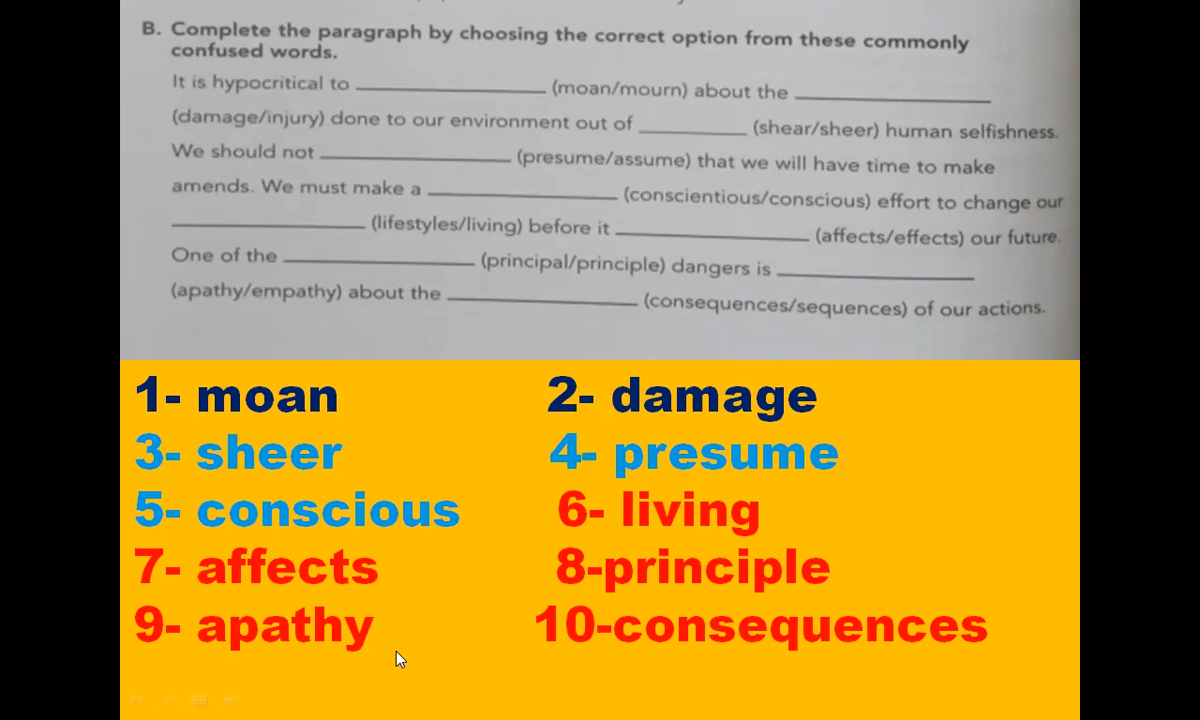 B. Complete the paragraph by choosing the correct option from these commonly
confused words.
It is hypocritical to ____________ (moan/mourn) about the ____________
(damage/injury) done to our environment out of ________ (shear/sheer) human selfishness.
We should not ____________ (presume/assume) that we will have time to make
amends. We must make a ____________ (conscientious/conscious) effort to change our
____________ (lifestyles/living) before it ____________ (affects/effects) our future.
One of the ____________ (principal/principle) dangers is ____________
(apathy/empathy) about the ____________ (consequences/sequences) of our actions.
1- moan 2- damage
3- sheer 4- presume
5- conscious 6- living
7- affects 8-principle
9- apathy 10-consequences